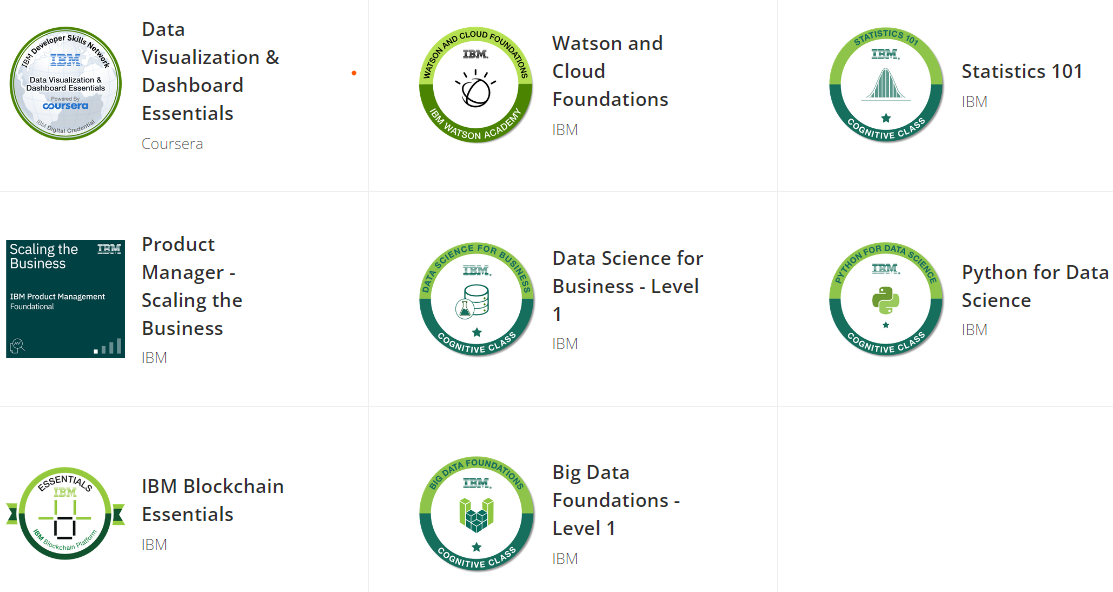 IBM Developer Skills Network
IBM
Data Visualization &
Dashboard Essentials
Powered By
coursera
IBM Digital Credential
Data
Visualization &
Dashboard
Essentials
Coursera
WATSON AND CLOUD FOUNDATIONS
IBM.
IBM WATSON ACADEMY
Watson and
Cloud
Foundations
IBM
STATISTICS 101
IBM.
COGNITIVE CLASS
Statistics 101
IBM
Scaling the
Business
IBM
IBM Product Management
Foundational
Product
Manager -
Scaling the
Business
IBM
DATA SCIENCE FOR BUSINESS
IBM.
COGNITIVE CLASS
Data Science for
Business - Level
1
IBM
PYTHON FOR DATA SCIENCE
IBM.
COGNITIVE CLASS
Python for Data
Science
IBM
ESSENTIALS
IBM
IBM Blockchain Platform
IBM Blockchain
Essentials
IBM
BIG DATA FOUNDATIONS
IBM.
COGNITIVE CLASS
Big Data
Foundations -
Level 1
IBM